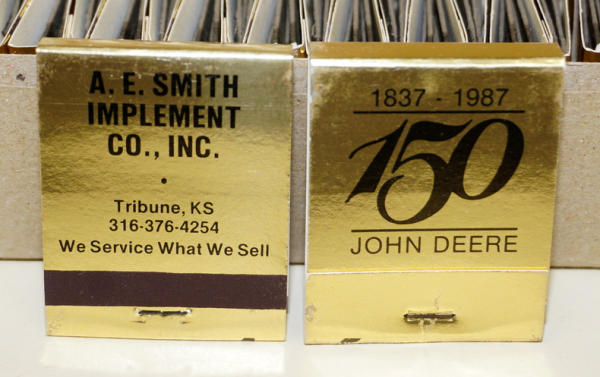 A. E. SMITH
IMPLEMENT
CO., INC.
•
Tribune, KS
316-376-4254
We Service What We Sell
1837 - 1987
150
JOHN DEERE